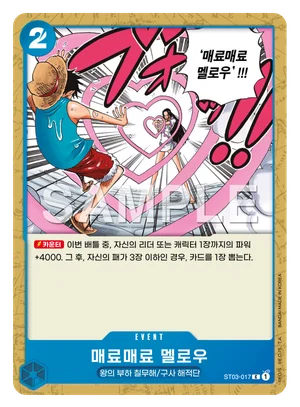 2
'매료매료
멜로우' !!!
ブオッ!!
SAMPLE
카운터 이번 배틀 중, 자신의 리더 또는 캐릭터 1장까지의 파워
+4000. 그 후, 자신의 패가 3장 이하인 경우, 카드를 1장 뽑는다.
EVENT
매료매료 멜로우
왕의 부하 칠무해/구사 해적단
ST03-017 C 1